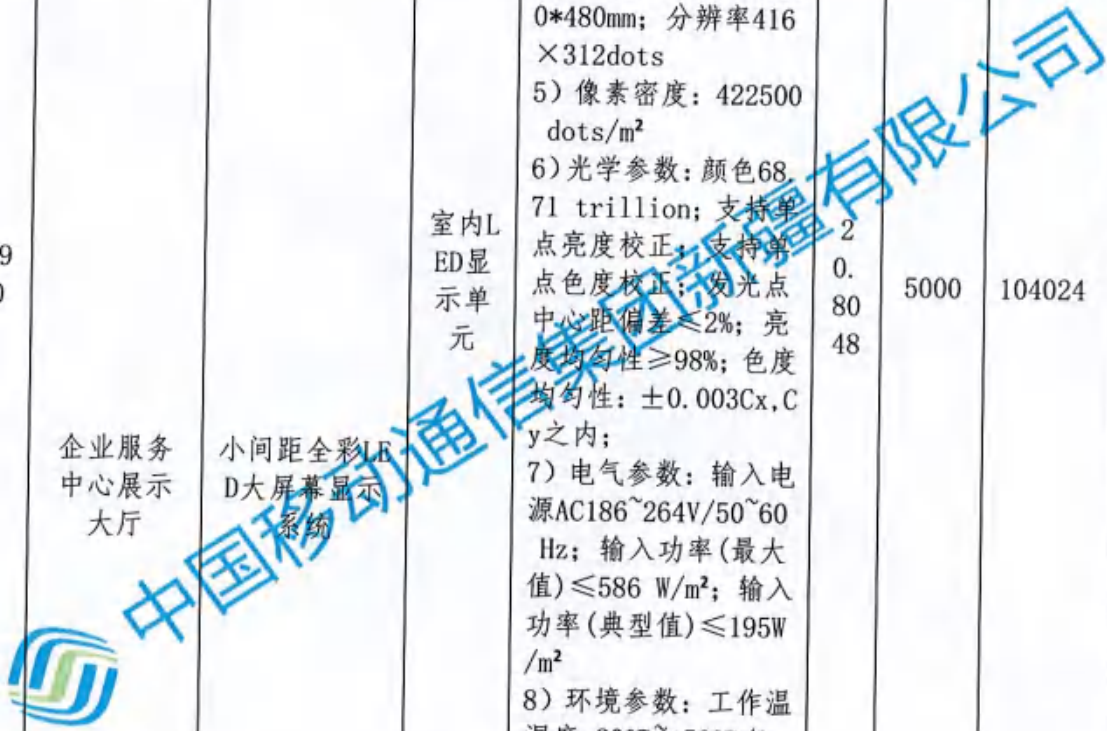 9
0
企业服务
中心展示
大厅
小间距全彩LE
D大屏幕显示
系统
室内L
ED显
示单
元
0*480mm; 分辨率416
×312dots
5) 像素密度: 422500
dots/m²
6)光学参数: 颜色68.
71 trillion; 支持单
点亮度校正; 支持单
点色度校正; 发光点
中心距偏差≤2%; 亮
度均匀性≥98%; 色度
均匀性: ±0.003Cx,C
y之内;
7) 电气参数: 输入电
源AC186~264V/50~60
Hz; 输入功率(最大
值)≤586 W/m²; 输入
功率(典型值)≤195W
/m²
8) 环境参数: 工作温
2
0.
80
48
5000
104024
中国移动通信集团新疆有限公司